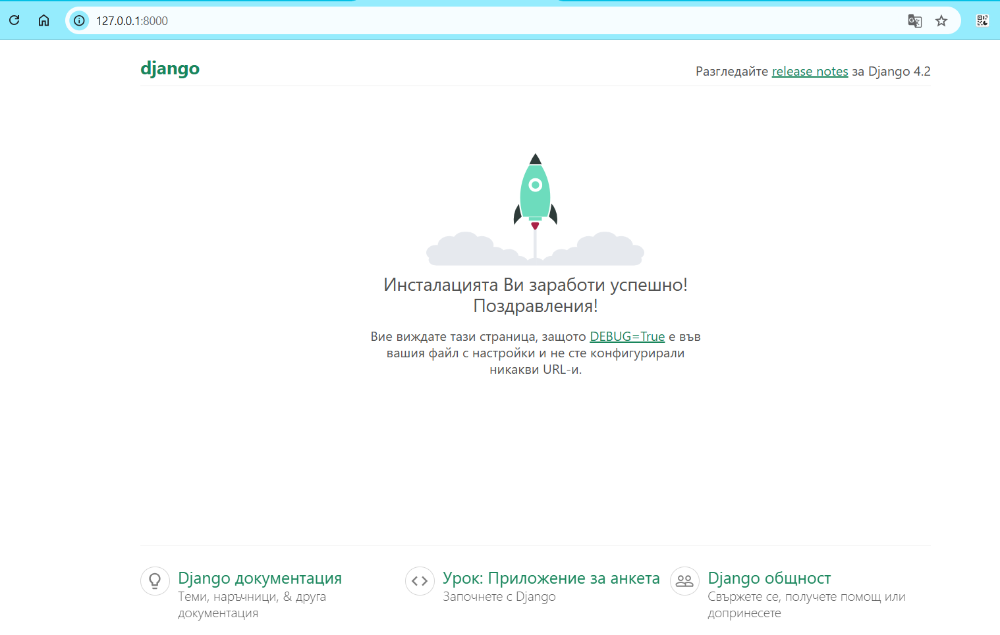 127.0.0.1:8000
django
Разгледайте release notes за Django 4.2
Инсталацията Ви заработи успешно!
Поздравления!
Вие виждате тази страница, защото DEBUG=True е във
вашия файл с настройки и не сте конфигурирали
никакви URL-и.
Django документация
Теми, наръчници, & друга
документация
Урок: Приложение за анкета
Започнете с Django
Django общност
Свържете се, получете помощ или
допринесете